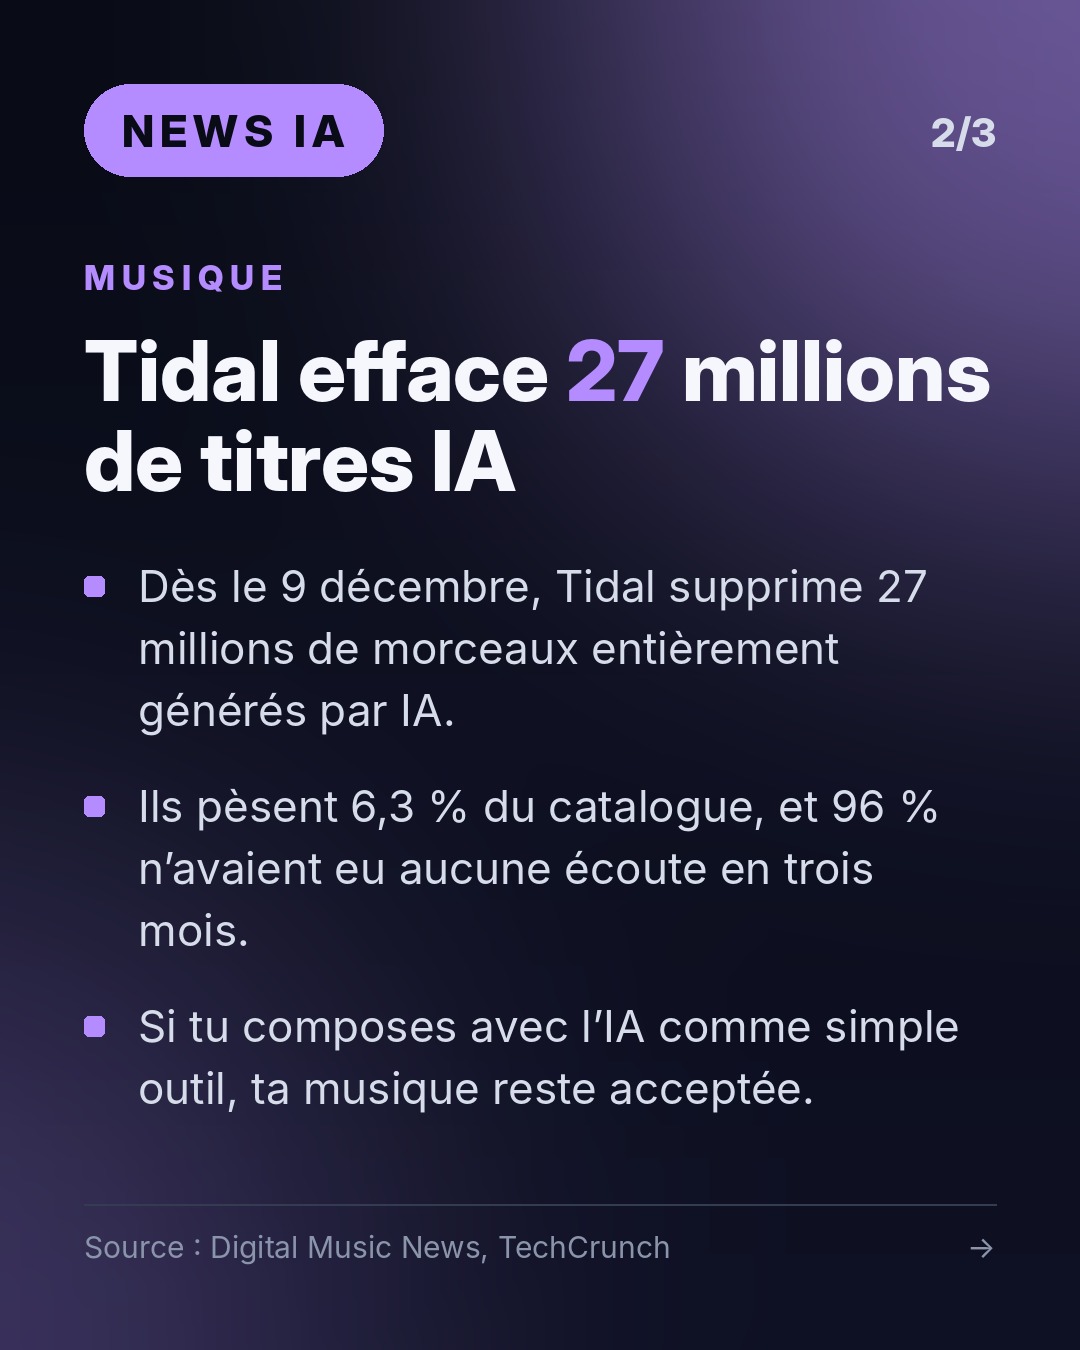 NEWS IA
2/3
MUSIQUE
Tidal efface 27 millions
de titres IA
Dès le 9 décembre, Tidal supprime 27
millions de morceaux entièrement
générés par IA.
Ils pèsent 6,3 % du catalogue, et 96 %
n’avaient eu aucune écoute en trois
mois.
Si tu composes avec l’IA comme simple
outil, ta musique reste acceptée.
Source : Digital Music News, TechCrunch
→